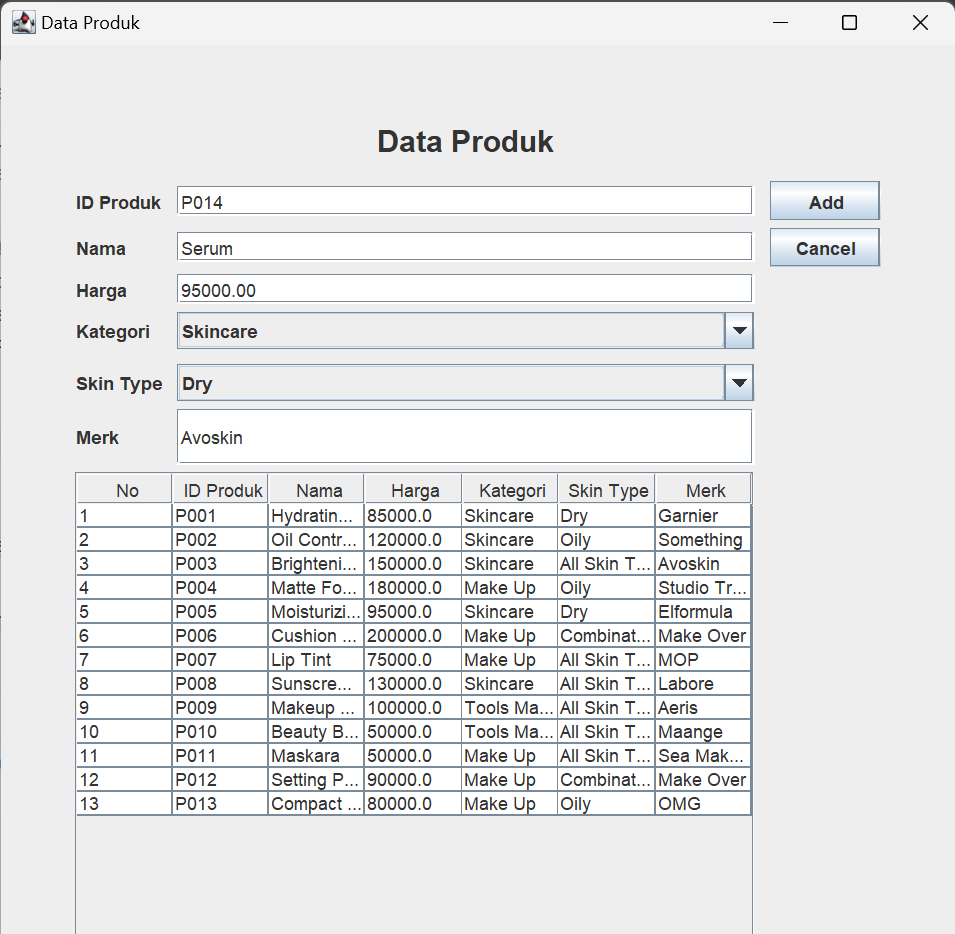 Data Produk
Data Produk
ID Produk P014 Add
Nama Serum Cancel
Harga 95000.00
Kategori Skincare
Skin Type Dry
Merk Avoskin
No ID Produk Nama Harga Kategori Skin Type Merk
1 P001 Hydratin... 85000.0 Skincare Dry Garnier
2 P002 Oil Contr... 120000.0 Skincare Oily Something
3 P003 Brighteni... 150000.0 Skincare All Skin T... Avoskin
4 P004 Matte Fo... 180000.0 Make Up Oily Studio Tr...
5 P005 Moisturizi... 95000.0 Skincare Dry Elformula
6 P006 Cushion ... 200000.0 Make Up Combinat... Make Over
7 P007 Lip Tint 75000.0 Make Up All Skin T... MOP
8 P008 Sunscre... 130000.0 Skincare All Skin T... Labore
9 P009 Makeup ... 100000.0 Tools Ma... All Skin T... Aeris
10 P010 Beauty B... 50000.0 Tools Ma... All Skin T... Maange
11 P011 Maskara 50000.0 Make Up All Skin T... Sea Mak...
12 P012 Setting P... 90000.0 Make Up Combinat... Make Over
13 P013 Compact ... 80000.0 Make Up Oily OMG